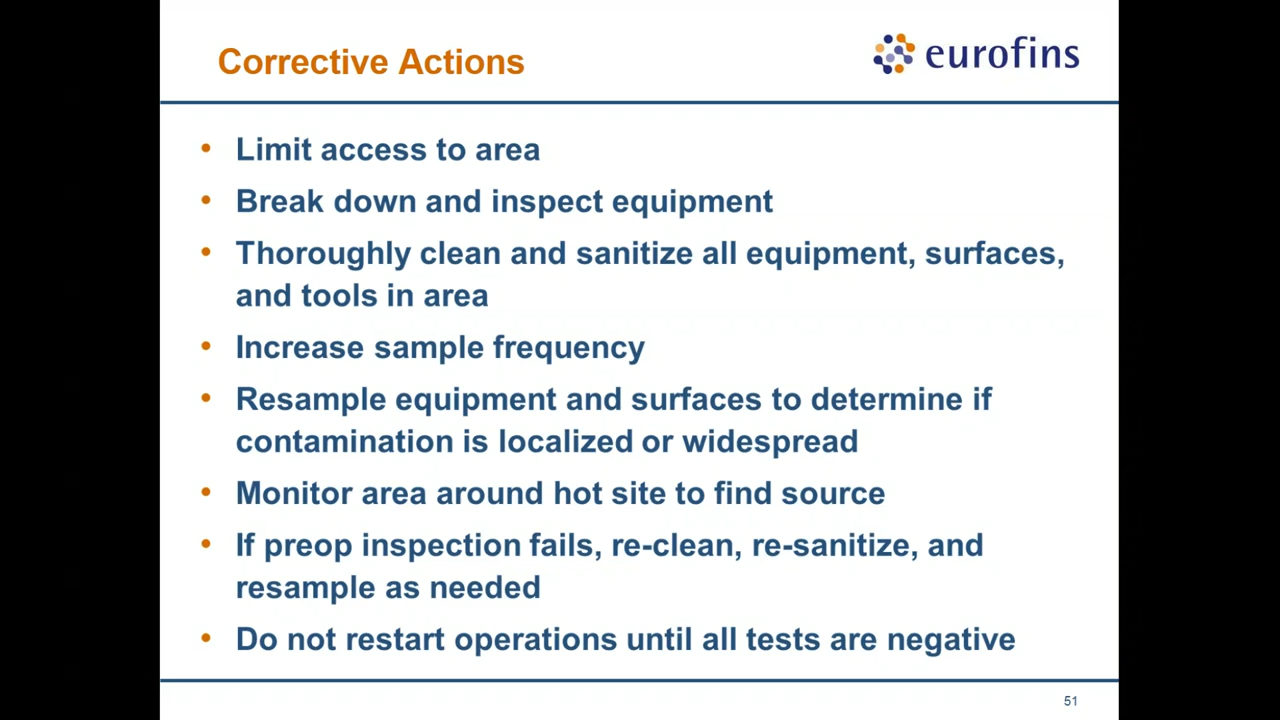 Corrective Actions
eurofins
• Limit access to area
• Break down and inspect equipment
• Thoroughly clean and sanitize all equipment, surfaces,
and tools in area
• Increase sample frequency
• Resample equipment and surfaces to determine if
contamination is localized or widespread
• Monitor area around hot site to find source
• If preop inspection fails, re-clean, re-sanitize, and
resample as needed
• Do not restart operations until all tests are negative
51